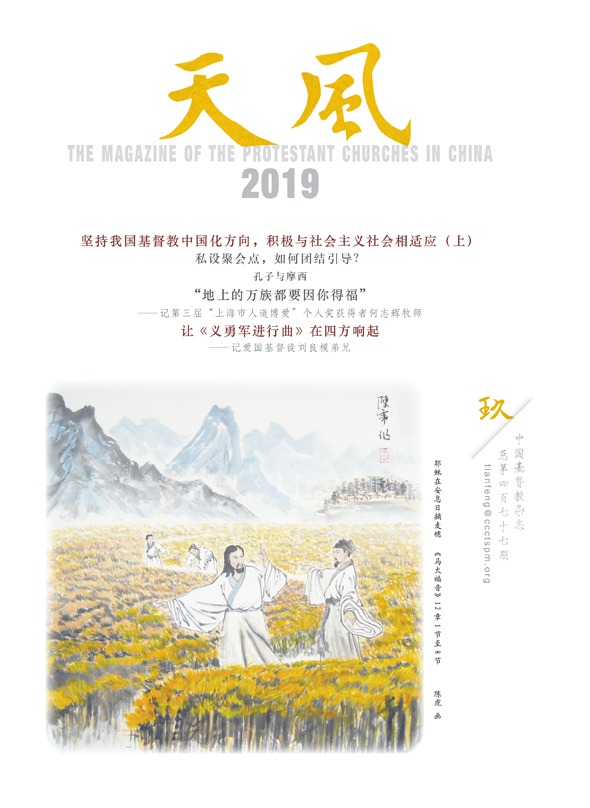 天風
THE MAGAZINE OF THE PROTESTANT CHURCHES IN CHINA
2019
坚持我国基督教中国化方向，积极与社会主义社会相适应（上）
私设聚会点，如何团结引导？
孔子与摩西
“地上的万族都要因你得福”
——记第三届“上海市人道博爱”个人奖获得者何志辉牧师
让《义勇军进行曲》在四方响起
——记爱国基督徒刘良模弟兄
玖
中国基督教杂志
总第四百七十七期
tianfeng@ccctspm.org
耶稣在安息日掐麦穗 《马太福音》12章1节至8节 陈虎 画